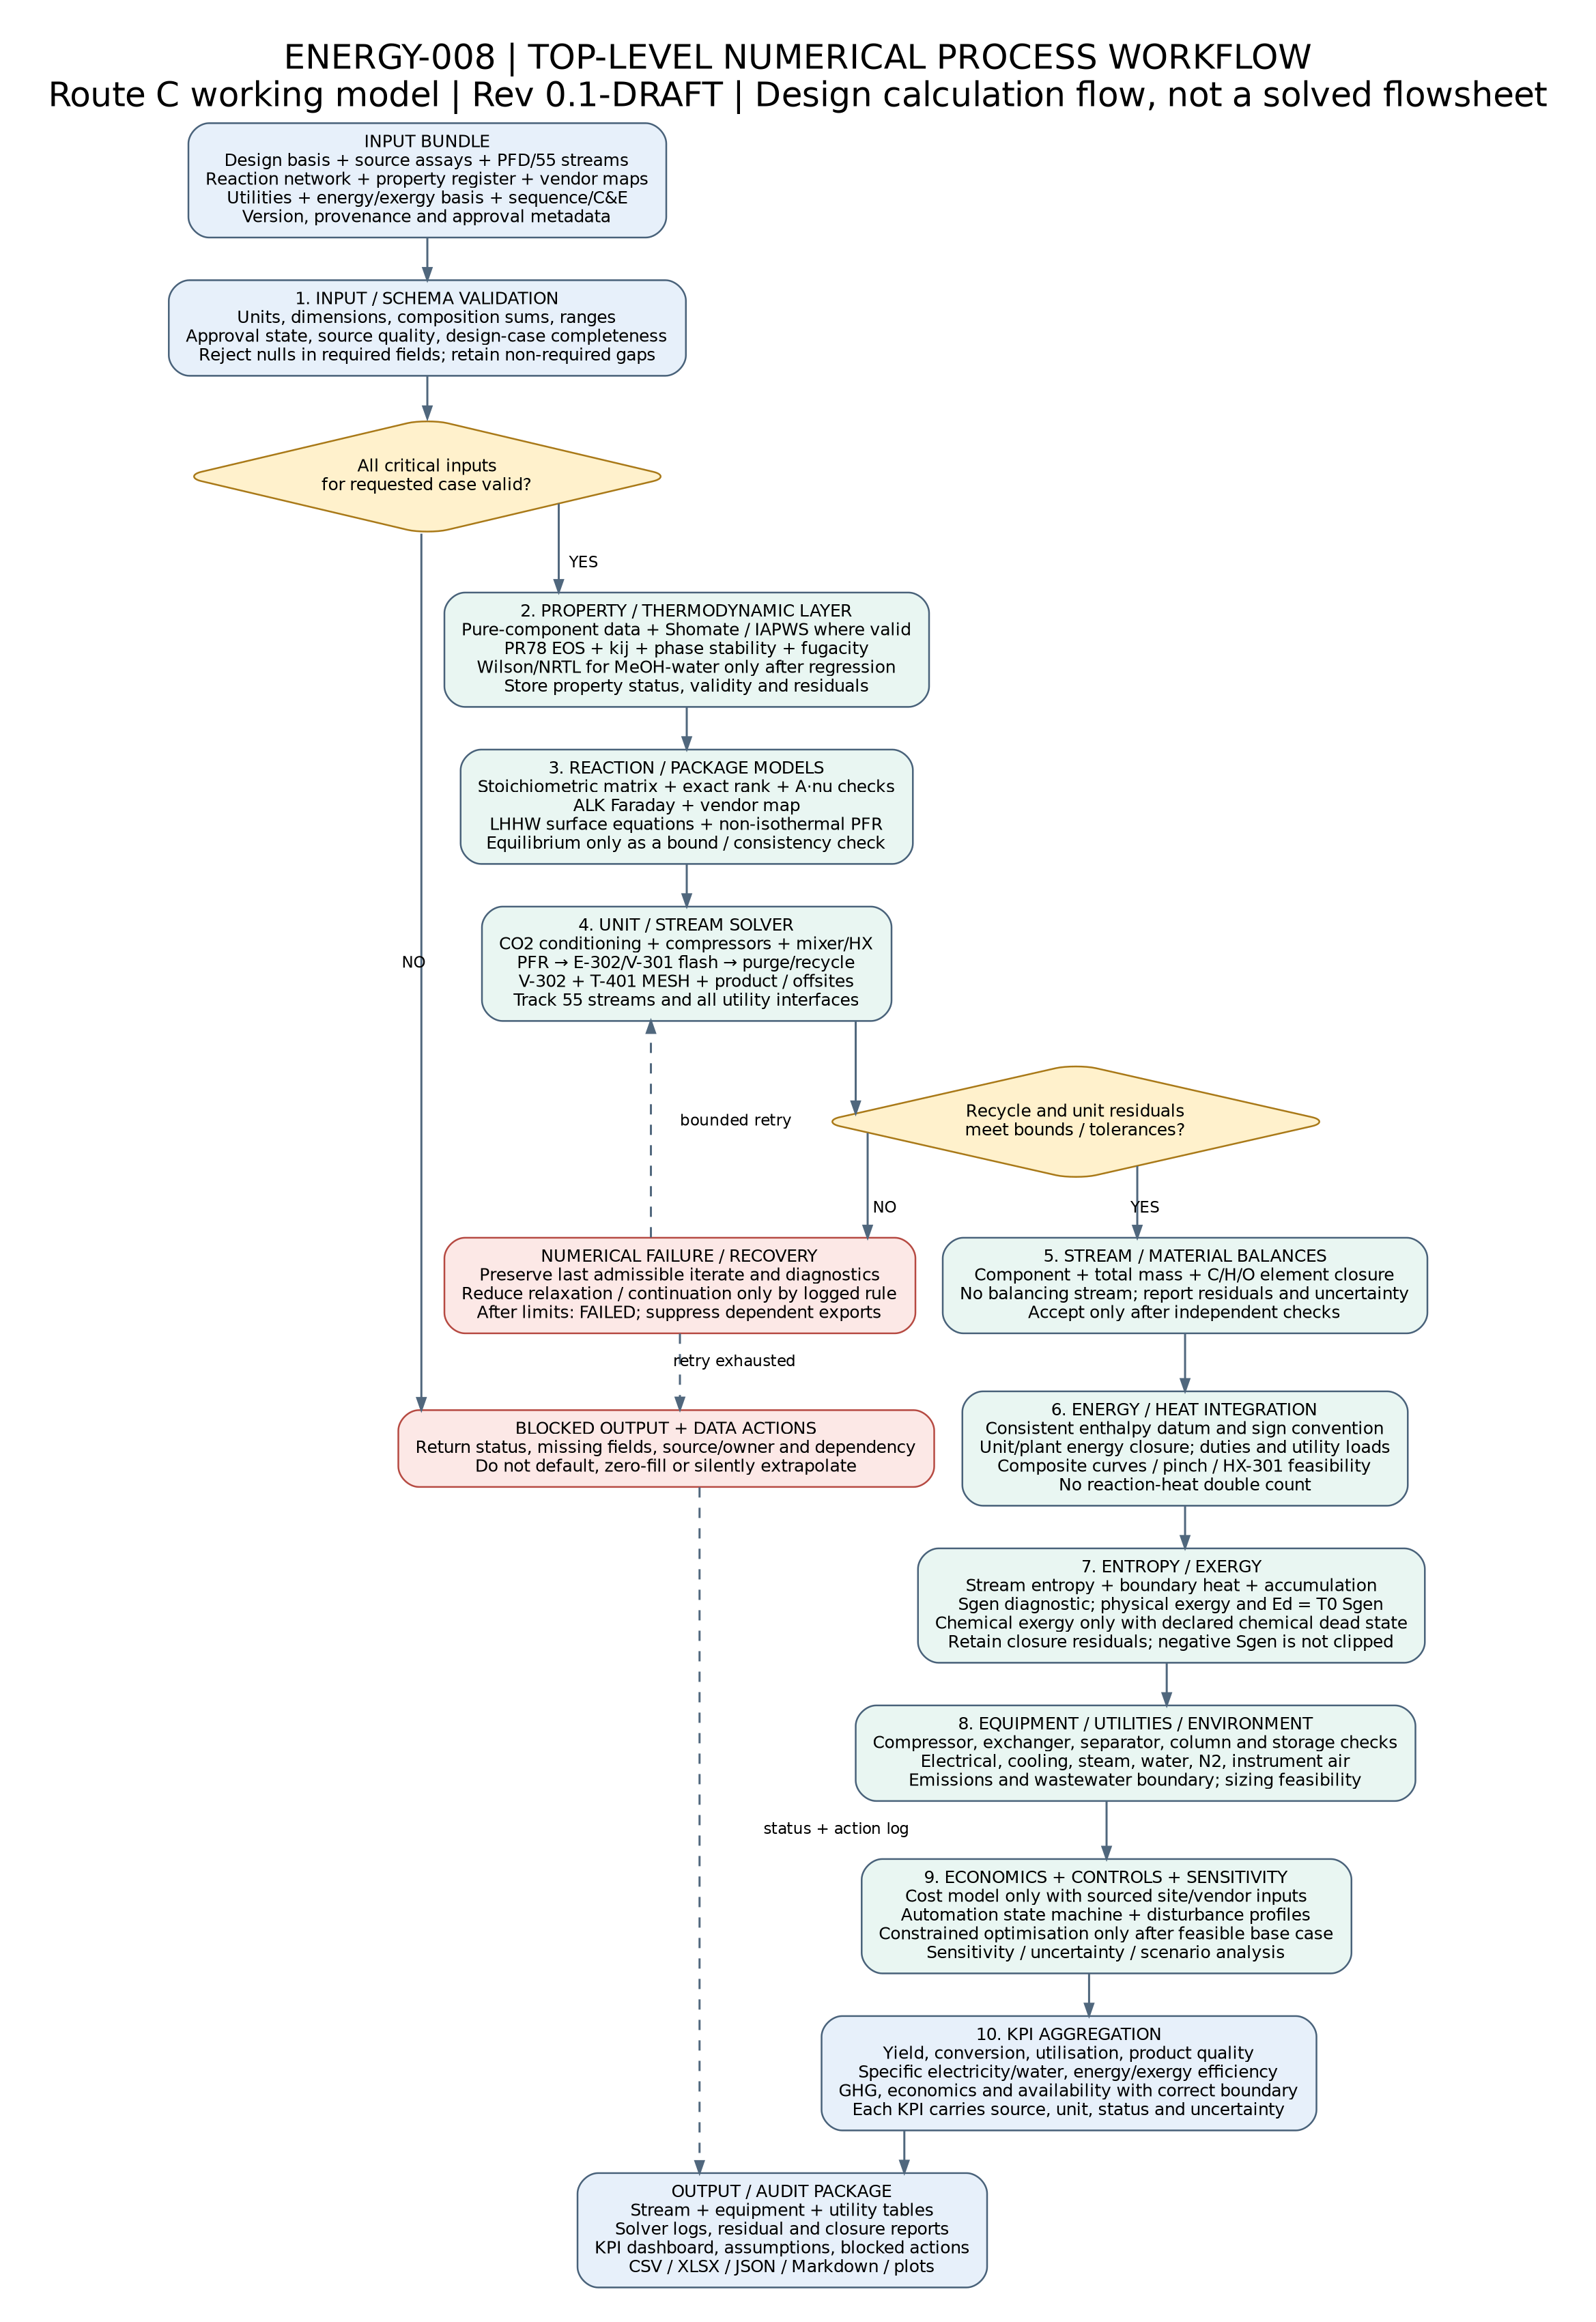 ENERGY-008 | TOP-LEVEL NUMERICAL PROCESS WORKFLOW
Route C working model | Rev 0.1-DRAFT | Design calculation flow, not a solved flowsheet
INPUT BUNDLE
Design basis + source assays + PFD/55 streams
Reaction network + property register + vendor maps
Utilities + energy/exergy basis + sequence/C&E
Version, provenance and approval metadata
1. INPUT / SCHEMA VALIDATION
Units, dimensions, composition sums, ranges
Approval state, source quality, design-case completeness
Reject nulls in required fields; retain non-required gaps
All critical inputs
for requested case valid?
YES
2. PROPERTY / THERMODYNAMIC LAYER
Pure-component data + Shomate / IAPWS where valid
PR78 EOS + kij + phase stability + fugacity
Wilson/NRTL for MeOH-water only after regression
Store property status, validity and residuals
3. REACTION / PACKAGE MODELS
Stoichiometric matrix + exact rank + A·nu checks
ALK Faraday + vendor map
LHHW surface equations + non-isothermal PFR
Equilibrium only as a bound / consistency check
4. UNIT / STREAM SOLVER
CO2 conditioning + compressors + mixer/HX
PFR → E-302/V-301 flash → purge/recycle
V-302 + T-401 MESH + product / offsites
Track 55 streams and all utility interfaces
NO
bounded retry
Recycle and unit residuals
meet bounds / tolerances?
NO
YES
NUMERICAL FAILURE / RECOVERY
Preserve last admissible iterate and diagnostics
Reduce relaxation / continuation only by logged rule
After limits: FAILED; suppress dependent exports
5. STREAM / MATERIAL BALANCES
Component + total mass + C/H/O element closure
No balancing stream; report residuals and uncertainty
Accept only after independent checks
retry exhausted
BLOCKED OUTPUT + DATA ACTIONS
Return status, missing fields, source/owner and dependency
Do not default, zero-fill or silently extrapolate
6. ENERGY / HEAT INTEGRATION
Consistent enthalpy datum and sign convention
Unit/plant energy closure; duties and utility loads
Composite curves / pinch / HX-301 feasibility
No reaction-heat double count
7. ENTROPY / EXERGY
Stream entropy + boundary heat + accumulation
Sgen diagnostic; physical exergy and Ed = T0 Sgen
Chemical exergy only with declared chemical dead state
Retain closure residuals; negative Sgen is not clipped
8. EQUIPMENT / UTILITIES / ENVIRONMENT
Compressor, exchanger, separator, column and storage checks
Electrical, cooling, steam, water, N2, instrument air
Emissions and wastewater boundary; sizing feasibility
status + action log
9. ECONOMICS + CONTROLS + SENSITIVITY
Cost model only with sourced site/vendor inputs
Automation state machine + disturbance profiles
Constrained optimisation only after feasible base case
Sensitivity / uncertainty / scenario analysis
10. KPI AGGREGATION
Yield, conversion, utilisation, product quality
Specific electricity/water, energy/exergy efficiency
GHG, economics and availability with correct boundary
Each KPI carries source, unit, status and uncertainty
OUTPUT / AUDIT PACKAGE
Stream + equipment + utility tables
Solver logs, residual and closure reports
KPI dashboard, assumptions, blocked actions
CSV / XLSX / JSON / Markdown / plots